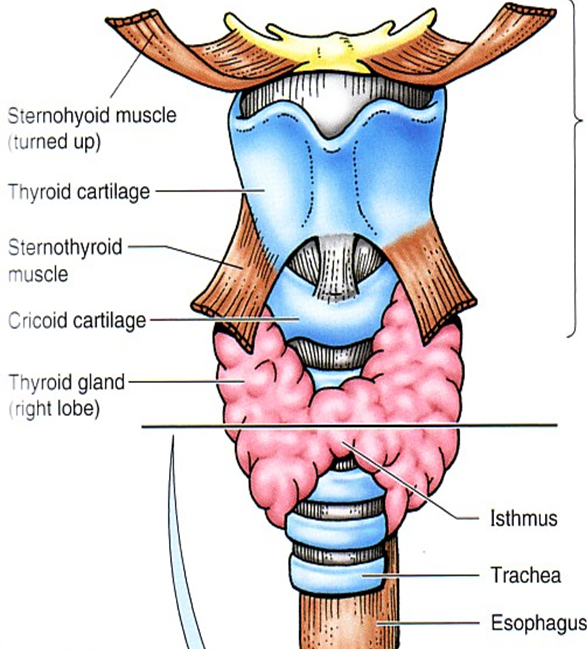 Sternohyoid muscle
(turned up)
Thyroid cartilage
Sternothyroid
muscle
Cricoid cartilage
Thyroid gland
(right lobe)
Isthmus
Trachea
Esophagus